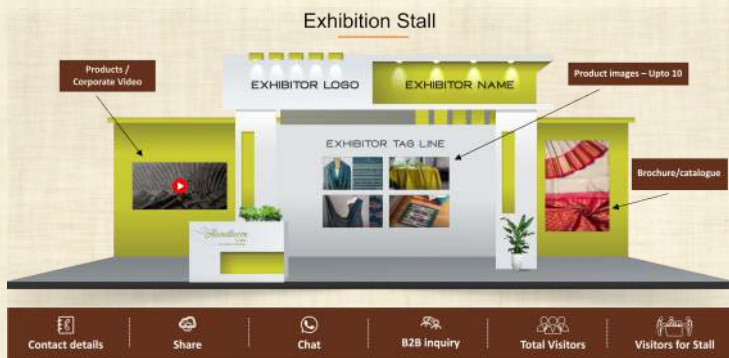 Exhibition Stall
Products /
Corporate Video
EXHIBITOR LOGO
EXHIBITOR NAME
Product images – Upto 10
EXHIBITOR TAG LINE
Brochure/catalogue
Handloom
Contact details
Share
Chat
B2B inquiry
Total Visitors
Visitors for Stall